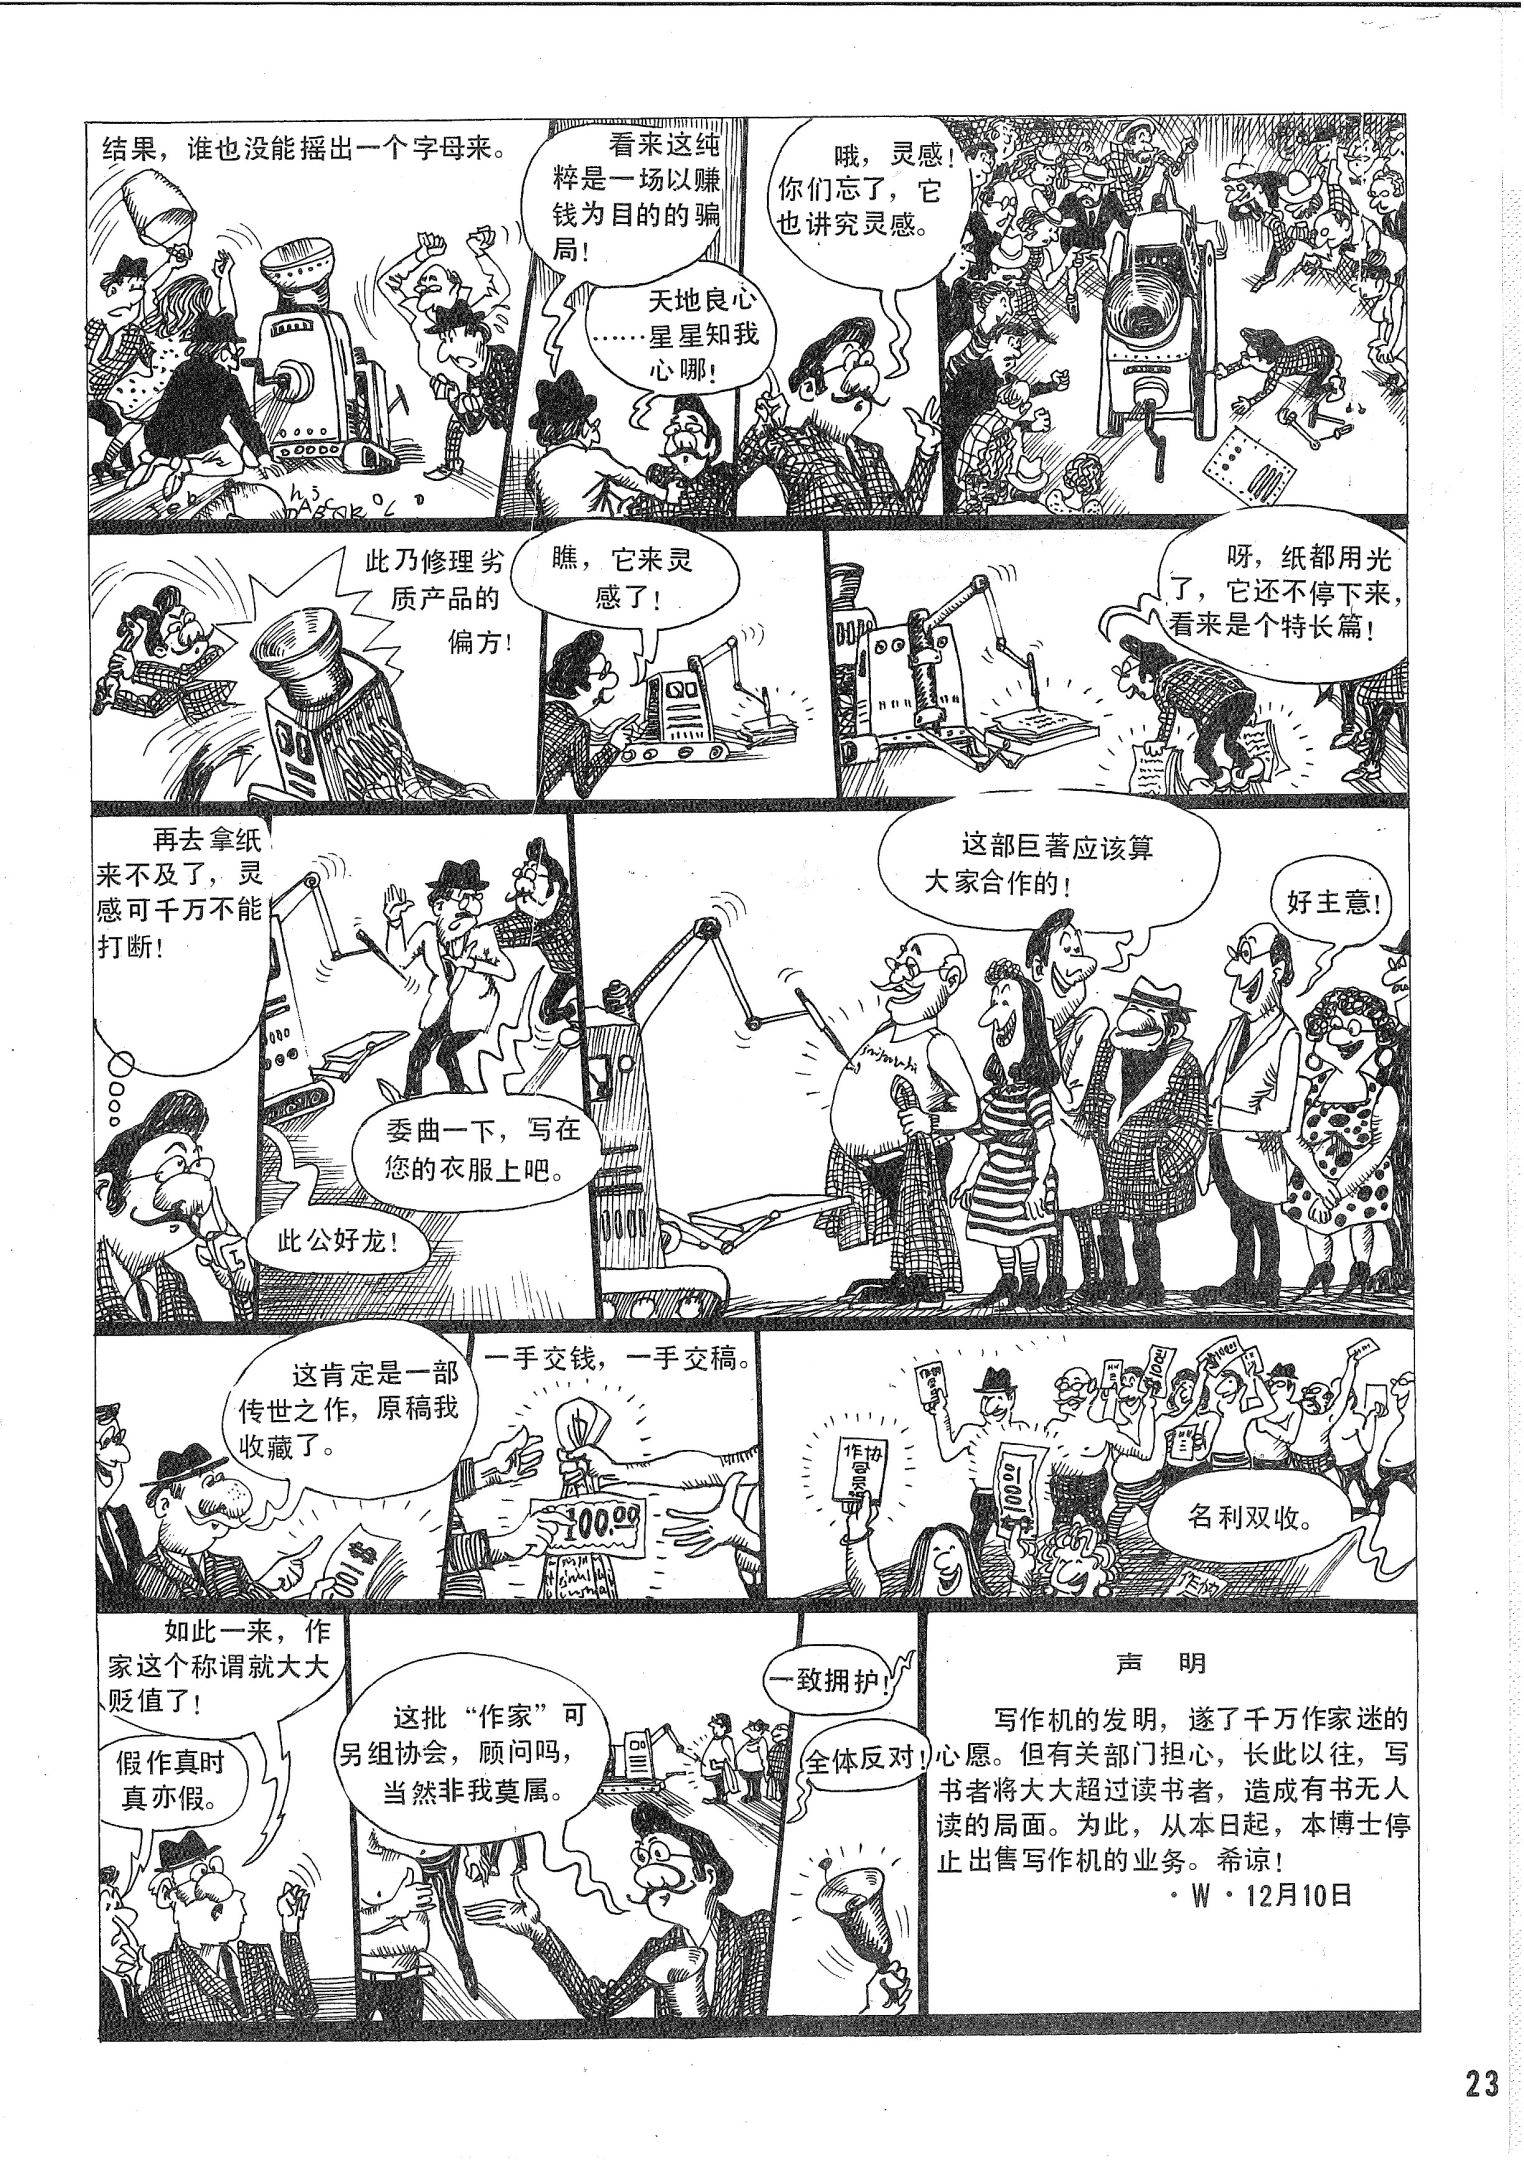 结果，谁也没能摇出一个字母来。
看来这纯
粹是一场以赚
钱为目的的骗
局！
天地良心
……星星知我
心哪！
哦，灵感！
你们忘了，它
也讲究灵感。
此乃修理劣
质产品的
偏方！
瞧，它来灵
感了！
呀，纸都用光
了，它还不停下来，
看来是个特长篇！
再去拿纸
来不及了，灵
感可千万不能
打断！
委曲一下，写在
您的衣服上吧。
此公好龙！
这部巨著应该算
大家合作的！
好主意！
这肯定是一部
传世之作，原稿我
收藏了。
100$
一手交钱，一手交稿。
100.00
作协
会员
100.00
$
作协
名利双收。
如此一来，作
家这个称谓就大大
贬值了！
假作真时
真亦假。
这批“作家”可
另组协会，顾问吗，
当然非我莫属。
一致拥护！
全体反对！
声 明
写作机的发明，遂了千万作家迷的
心愿。但有关部门担心，长此以往，写
书者将大大超过读书者，造成有书无人
读的局面。为此，从本日起，本博士停
止出售写作机的业务。希谅！
·W·12月10日
23